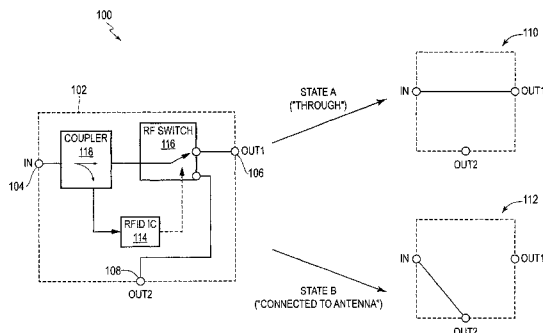 100
102
COUPLER
118
RF SWITCH
116
IN
104
OUT1
106
RFID IC
114
108
OUT2
STATE A
("THROUGH")
STATE B
("CONNECTED TO ANTENNA")
110
IN
OUT1
OUT2
112
IN
OUT1
OUT2